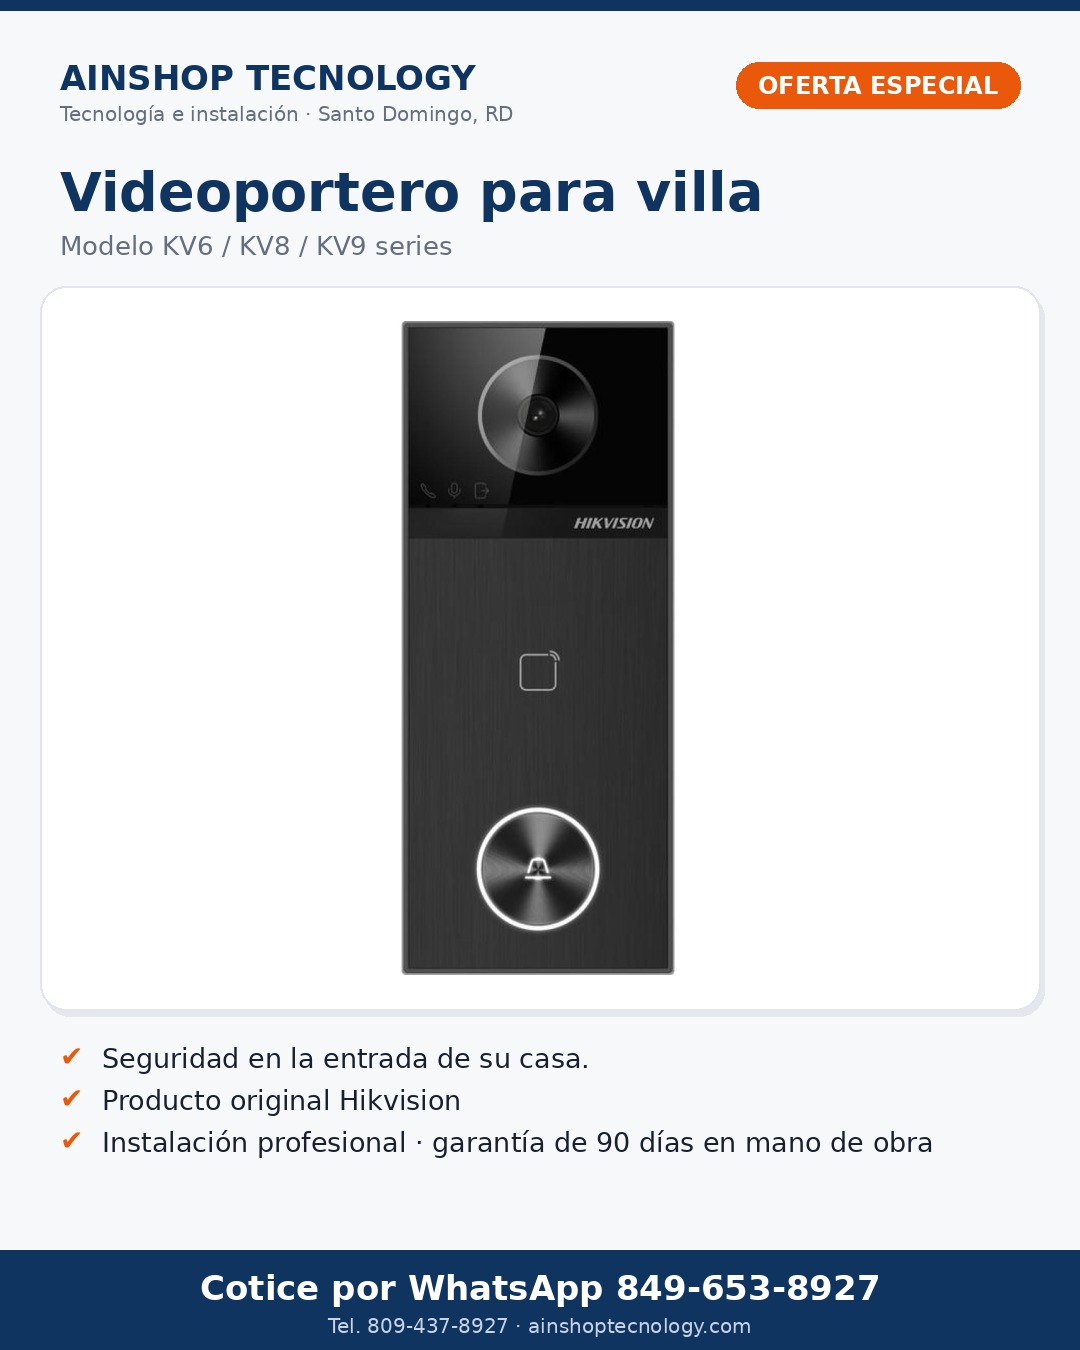 AINSHOP TECNOLOGY
OFERTA ESPECIAL
Tecnología e instalación · Santo Domingo, RD
Videoportero para villa
Modelo KV6 / KV8 / KV9 series
HIKVISION
✔ Seguridad en la entrada de su casa.
✔ Producto original Hikvision
✔ Instalación profesional · garantía de 90 días en mano de obra
Cotice por WhatsApp 849-653-8927
Tel. 809-437-8927 · ainshoptecnology.com